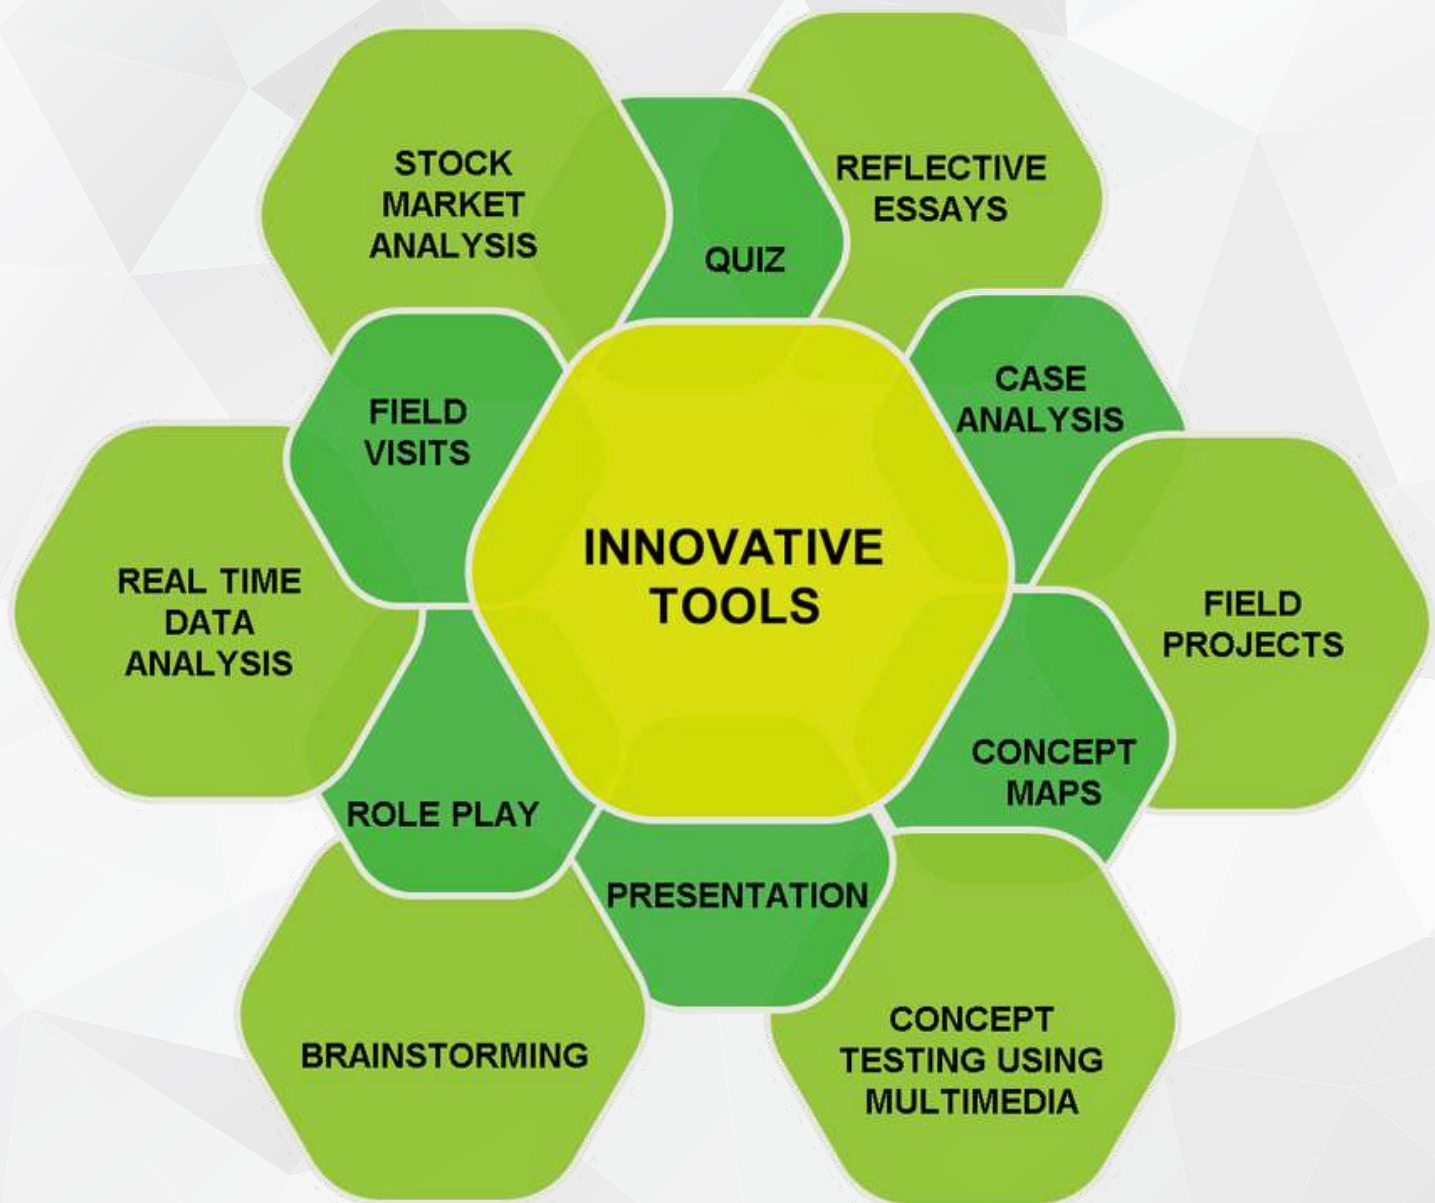 STOCK
MARKET
ANALYSIS
QUIZ
REFLECTIVE
ESSAYS
FIELD
VISITS
CASE
ANALYSIS
REAL TIME
DATA
ANALYSIS
INNOVATIVE
TOOLS
FIELD
PROJECTS
ROLE PLAY
CONCEPT
MAPS
PRESENTATION
BRAINSTORMING
CONCEPT
TESTING USING
MULTIMEDIA